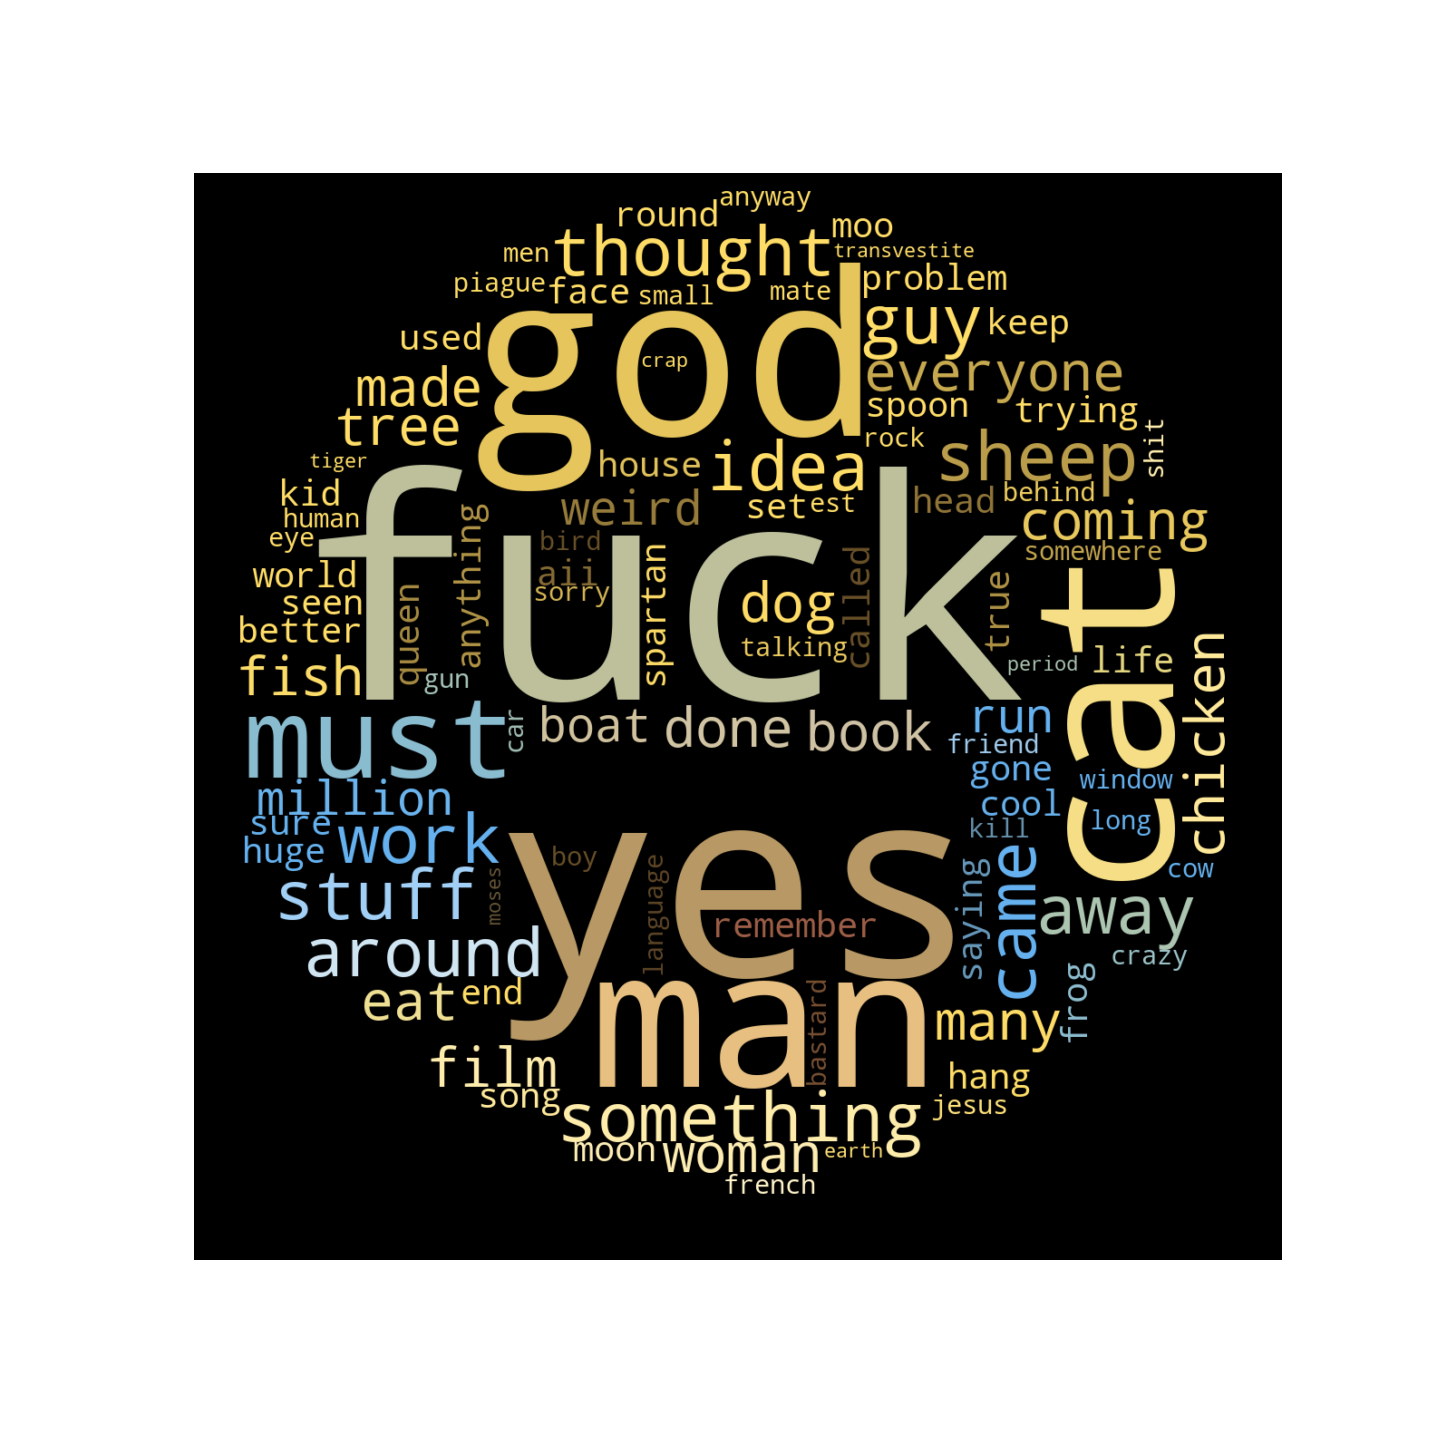 anyway
round
moo
thought
transvestite
men
problem
piague
face
small
mate
god
guy
keep
used
crap
everyone
made
spoon
trying
tree
rock
shit
sheep
tiger
house
idea
kid
weird
set
est
head
behind
human
coming
eye
anything
fuck
bird
somewhere
world
aii
sorry
spartan
dog
called
true
cat
seen
queen
better
talking
period
life
chicken
fish
gun
must
car
boat
done
book
run
friend
gone
window
million
cool
sure
long
huge
work
yes
boy
kill
cow
stuff
moses
language
remember
saying
came
away
around
crazy
eat
end
man
bastard
many
frog
film
song
hang
something
jesus
moon
woman
earth
french